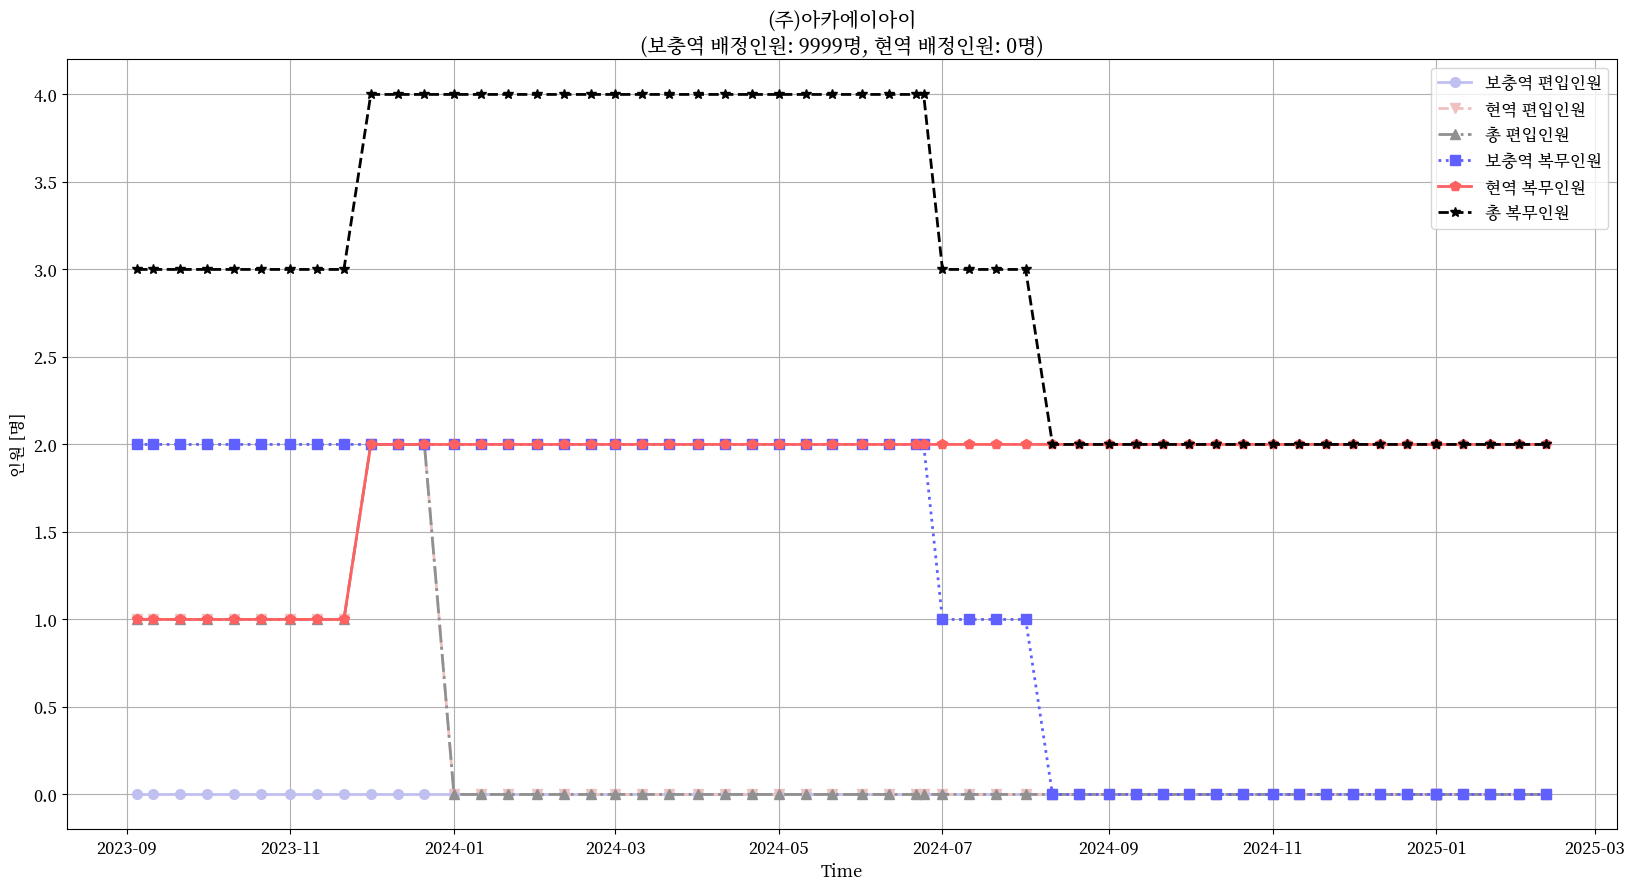 (주)아카에이아이
(보충역 배정인원: 9999명, 현역 배정인원: 0명)
보충역 편입인원
현역 편입인원
총 편입인원
보충역 복무인원
현역 복무인원
총 복무인원
인원 [명]
4.0
3.5
3.0
2.5
2.0
1.5
1.0
0.5
0.0
2023-09 2023-11 2024-01 2024-03 2024-05 2024-07 2024-09 2024-11 2025-01 2025-03
Time